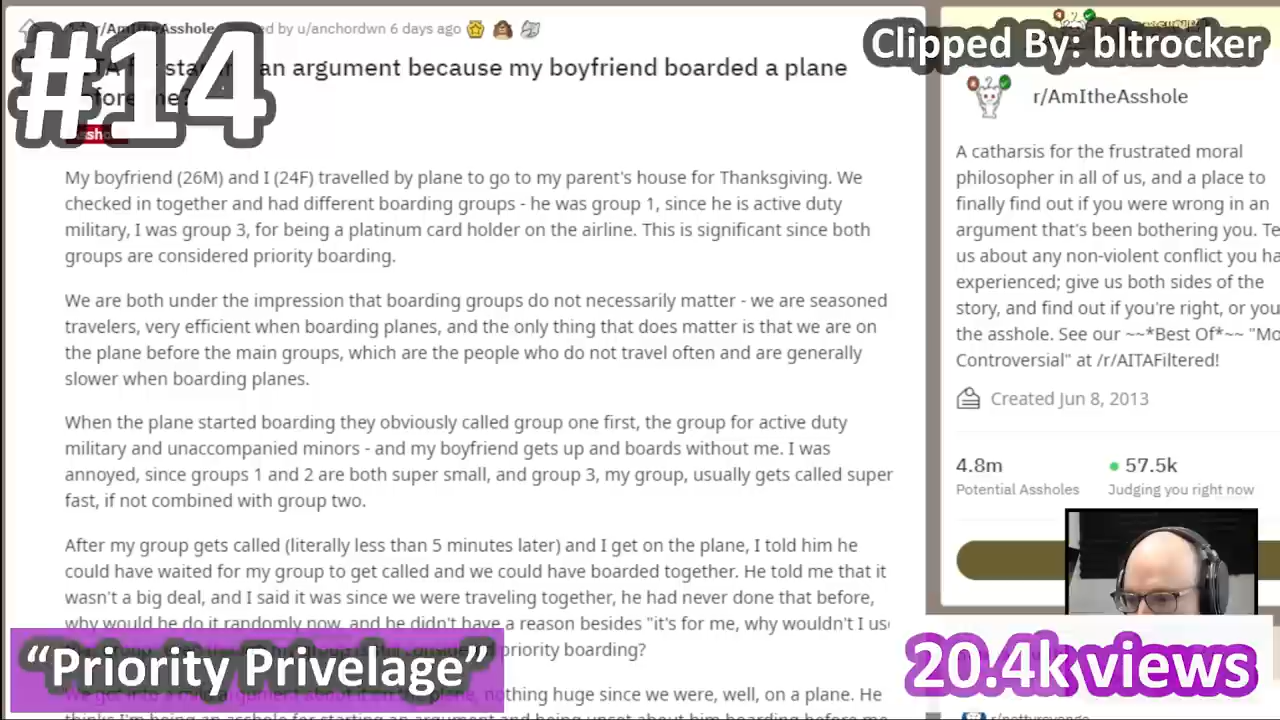 #14
Clipped By: bltrocker
r/AmItheAsshole
by u/anchordwn 6 days ago
an argument because my boyfriend boarded a plane
My boyfriend (26M) and I (24F) travelled by plane to go to my parent's house for Thanksgiving. We
checked in together and had different boarding groups - he was group 1, since he is active duty
military, I was group 3, for being a platinum card holder on the airline. This is significant since both
groups are considered priority boarding.
We are both under the impression that boarding groups do not necessarily matter - we are seasoned
travelers, very efficient when boarding planes, and the only thing that does matter is that we are on
the plane before the main groups, which are the people who do not travel often and are generally
slower when boarding planes.
When the plane started boarding they obviously called group one first, the group for active duty
military and unaccompanied minors - and my boyfriend gets up and boards without me. I was
annoyed, since groups 1 and 2 are both super small, and group 3, my group, usually gets called super
fast, if not combined with group two.
After my group gets called (literally less than 5 minutes later) and I get on the plane, I told him he
could have waited for my group to get called and we could have boarded together. He told me that it
wasn't a big deal, and I said it was since we were traveling together, he had never done that before,
why would he do it randomly now, and he didn't have a reason besides "it's for me, why wouldn't I use
priority boarding?
nothing huge since we were, well, on a plane. He
“Priority Privelage”
r/AmItheAsshole
A catharsis for the frustrated moral
philosopher in all of us, and a place to
finally find out if you were wrong in an
argument that's been bothering you. Te
us about any non-violent conflict you ha
experienced; give us both sides of the
story, and find out if you're right, or you
the asshole. See our ~~*Best Of*~~ "Mo
Controversial" at /r/AITAFiltered!
Created Jun 8, 2013
4.8m
57.5k
Potential Assholes
Judging you right now
20.4k views
r/pettyrevenge